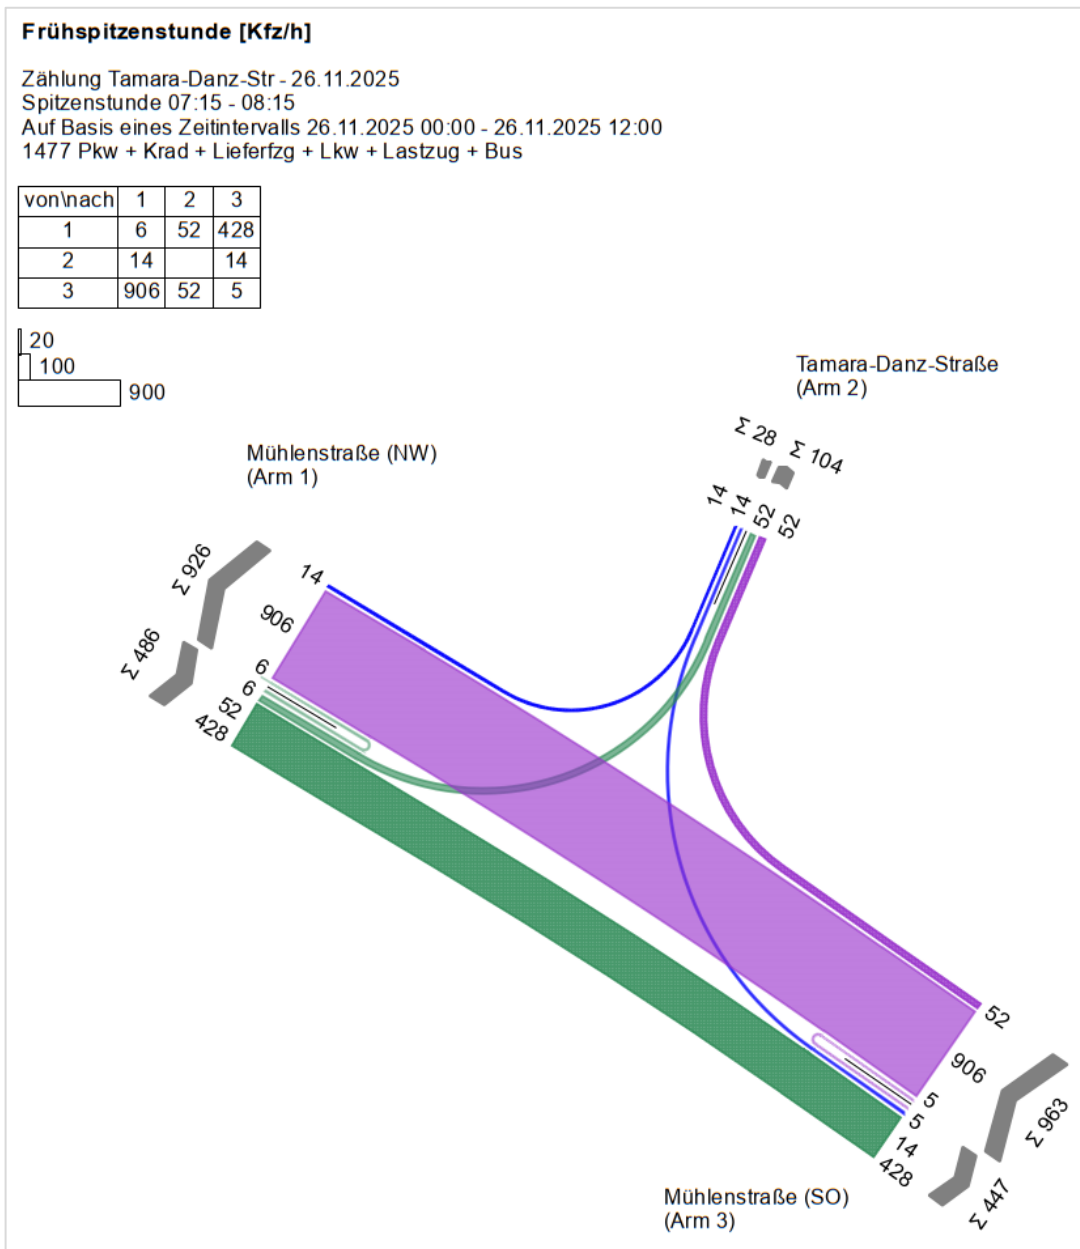 Frühspitzenstunde [Kfz/h]
Zählung Tamara-Danz-Str - 26.11.2025
Spitzenstunde 07:15 - 08:15
Auf Basis eines Zeitintervalls 26.11.2025 00:00 - 26.11.2025 12:00
1477 Pkw + Krad + Lieferfzg + Lkw + Lastzug + Bus
von\nach 1 2 3
1 6 52 428
2 14 14
3 906 52 5
20
100
900
Tamara-Danz-Straße
(Arm 2)
Σ 28 Σ 104
14 14 52 52
Mühlenstraße (NW)
(Arm 1)
Σ 926
Σ 486
14
906
6
6
52
428
52
906
5
5
14
428
Σ 963
Σ 447
Mühlenstraße (SO)
(Arm 3)